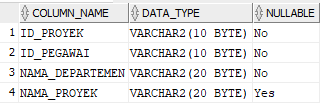 COLUMN_NAME DATA_TYPE NULLABLE
1 ID_PROYEK VARCHAR2(10 BYTE) No
2 ID_PEGAWAI VARCHAR2(10 BYTE) No
3 NAMA_DEPARTEMEN VARCHAR2(20 BYTE) No
4 NAMA_PROYEK VARCHAR2(20 BYTE) Yes